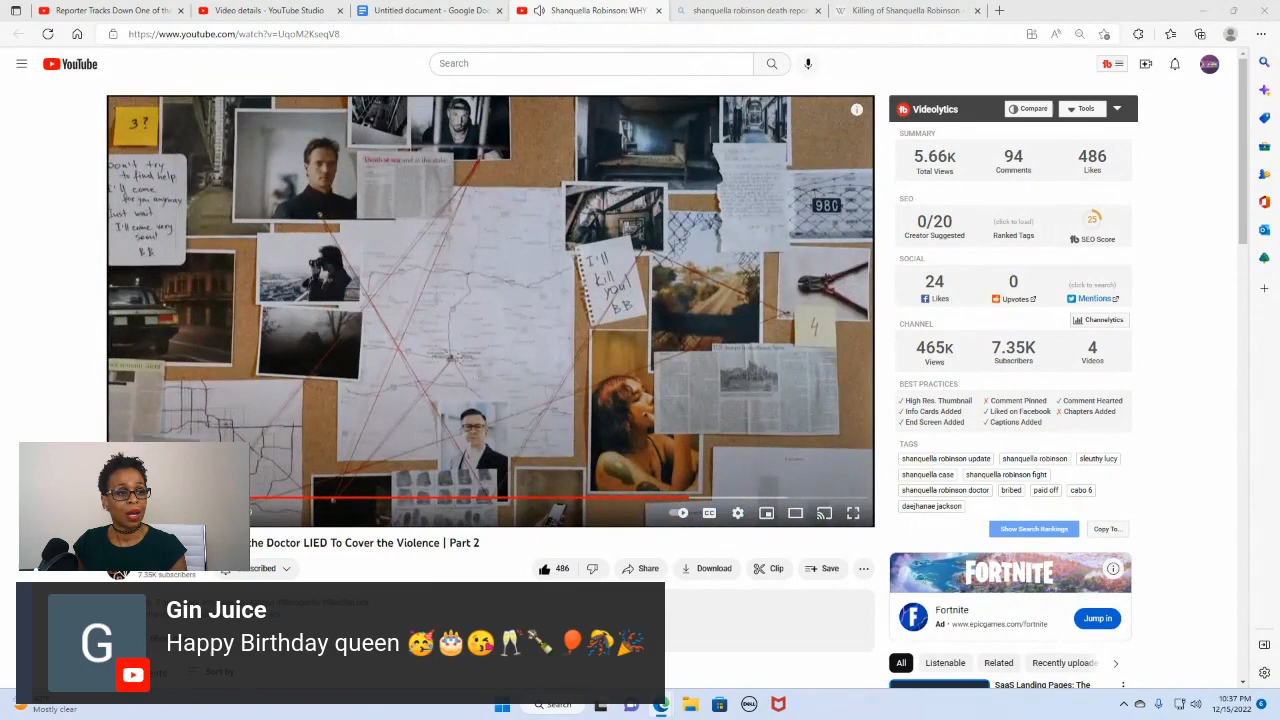 Reported Power To Die for the
Video details - YouTube Studio
Untitled document - Google Doc
Shanquella Robinson: WHY
shanquella robinson death repo
Killing of Shanquella Robinson -
https://www.youtube.com/watch?v=UqoM2KseqV8
YouTube
Search
3?
Don't try
to find help.
I'll come
for you anyway
Just wait
I'll come very
soon!
B.B.
980
I'll
kill
you!
B.B
4
CC
Videolytics
Compare
Tools
SUMMARY
5.66K
94
486
Total Views
Comments
Likes
SEO
0/20
(click to load)
25
Creator Suggested
Ranked Tags
SEO Score
SOCIAL
24
0
(click to search)
Likes
Upvotes
Mentions
CHANNEL
Channelytics
465K
7.35K
4
Views
Subscribers
Videos
BEST PRACTICES
✓ High Res. Thumbnail
✗ Comment Pinned
✓ Comment Hearted
✓ Info Cards Added
✓ Liked on Facebook
✗ Chapters Added
✓ End Screen Added
✓ Captions Added
TAGS
shanquella robinson update
shanquella robinson
sleuthy lucy
shanquella case
shanquella robinson fight
shanquella robinson doctor
bribed
paid off
cabo 6
daejhanae jackson
Show Search Rankings
Copy To...
the Doctor LIED To Cover the Violence | Part 2
7.35K subscribers
486
Share
Download
Clip
Save
FORTNITE
Fortnite
Ad • www.epicgames.com/fortnite
Jump in
G
Gin Juice
Happy Birthday queen 🥳🎂😘🥂🍾🎈🎊🎉
Sort by
All
Listenable
Related
Recently uploade
SaaS Landing Pages: The
Mostly clear
Search
DELL
10:37 PM
12/15/2022